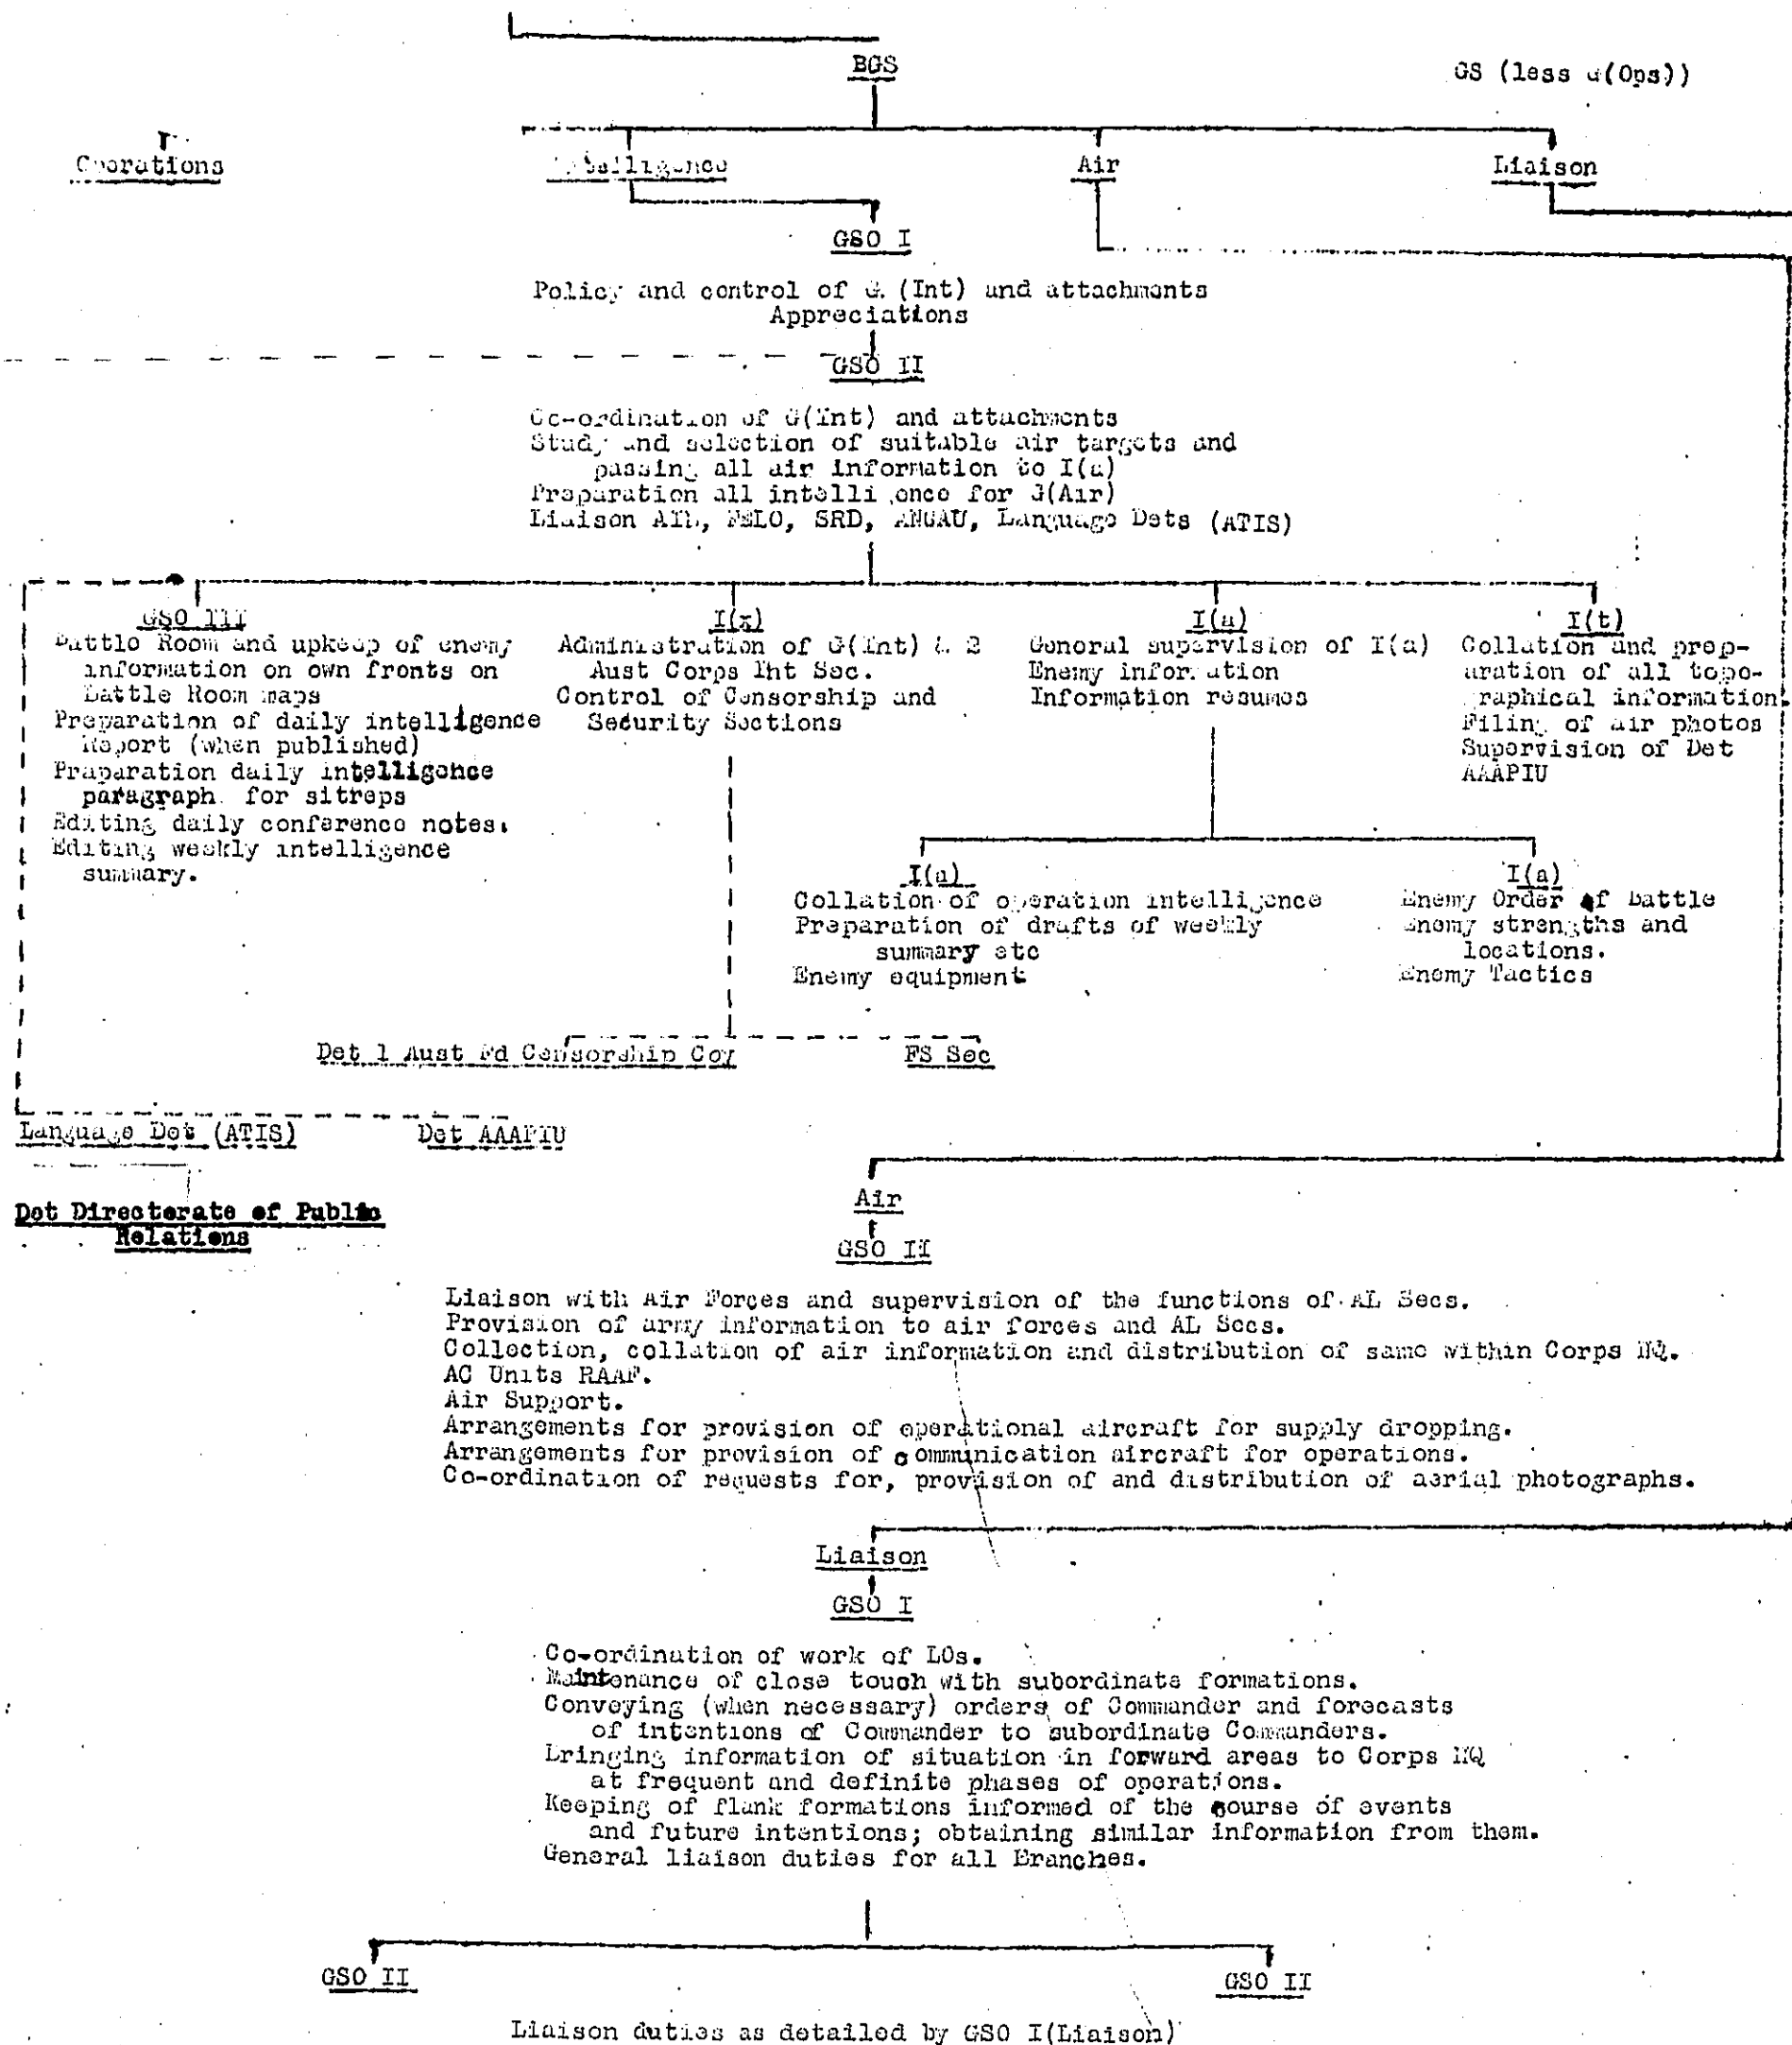 BGS
GS (less G(Ops))
Operations
Intelligence
Air
Liaison
GSO I
Policy and control of G. (Int) and attachments
Appreciations
GSO II
Co-ordination of G(Int) and attachments
Study and selection of suitable air targets and
passing all air information to I(a)
Preparation all intelligence for G(Air)
Liaison AIB, FELO, SRD, ANGAU, Language Dets (ATIS)
GSO III
Battle Room and upkeep of enemy
information on own fronts on
Battle Room maps
Preparation of daily intelligence
Report (when published)
Preparation daily intelligence
paragraph for sitreps
Editing daily conference notes.
Editing weekly intelligence
summary.
I(x)
Administration of G(Int) & 2
Aust Corps Int Sec.
Control of Censorship and
Security Sections
I(a)
General supervision of I(a)
Enemy information
Information resumes
I(t)
Collation and prep-
aration of all topo-
graphical information.
Filing of air photos
Supervision of Det
AAAPIU
I(a)
Collation of operation intelligence
Preparation of drafts of weekly
summary etc
Enemy equipment
I(a)
Enemy Order of Battle
Enemy strengths and
locations.
Enemy Tactics
Det 1 Aust Fd Censorship Coy
FS Sec
Language Det (ATIS)
Det AAAPIU
Det Directorate of Public
Relations
Air
GSO II
Liaison with Air Forces and supervision of the functions of AL Secs.
Provision of army information to air forces and AL Secs.
Collection, collation of air information and distribution of same within Corps HQ.
AC Units RAAF.
Air Support.
Arrangements for provision of operational aircraft for supply dropping.
Arrangements for provision of communication aircraft for operations.
Co-ordination of requests for, provision of and distribution of aerial photographs.
Liaison
GSO I
Co-ordination of work of LOs.
Maintenance of close touch with subordinate formations.
Conveying (when necessary) orders of Commander and forecasts
of intentions of Commander to subordinate Commanders.
Bringing information of situation in forward areas to Corps HQ
at frequent and definite phases of operations.
Keeping of flank formations informed of the course of events
and future intentions; obtaining similar information from them.
General liaison duties for all Branches.
GSO II
GSO II
Liaison duties as detailed by GSO I(Liaison)